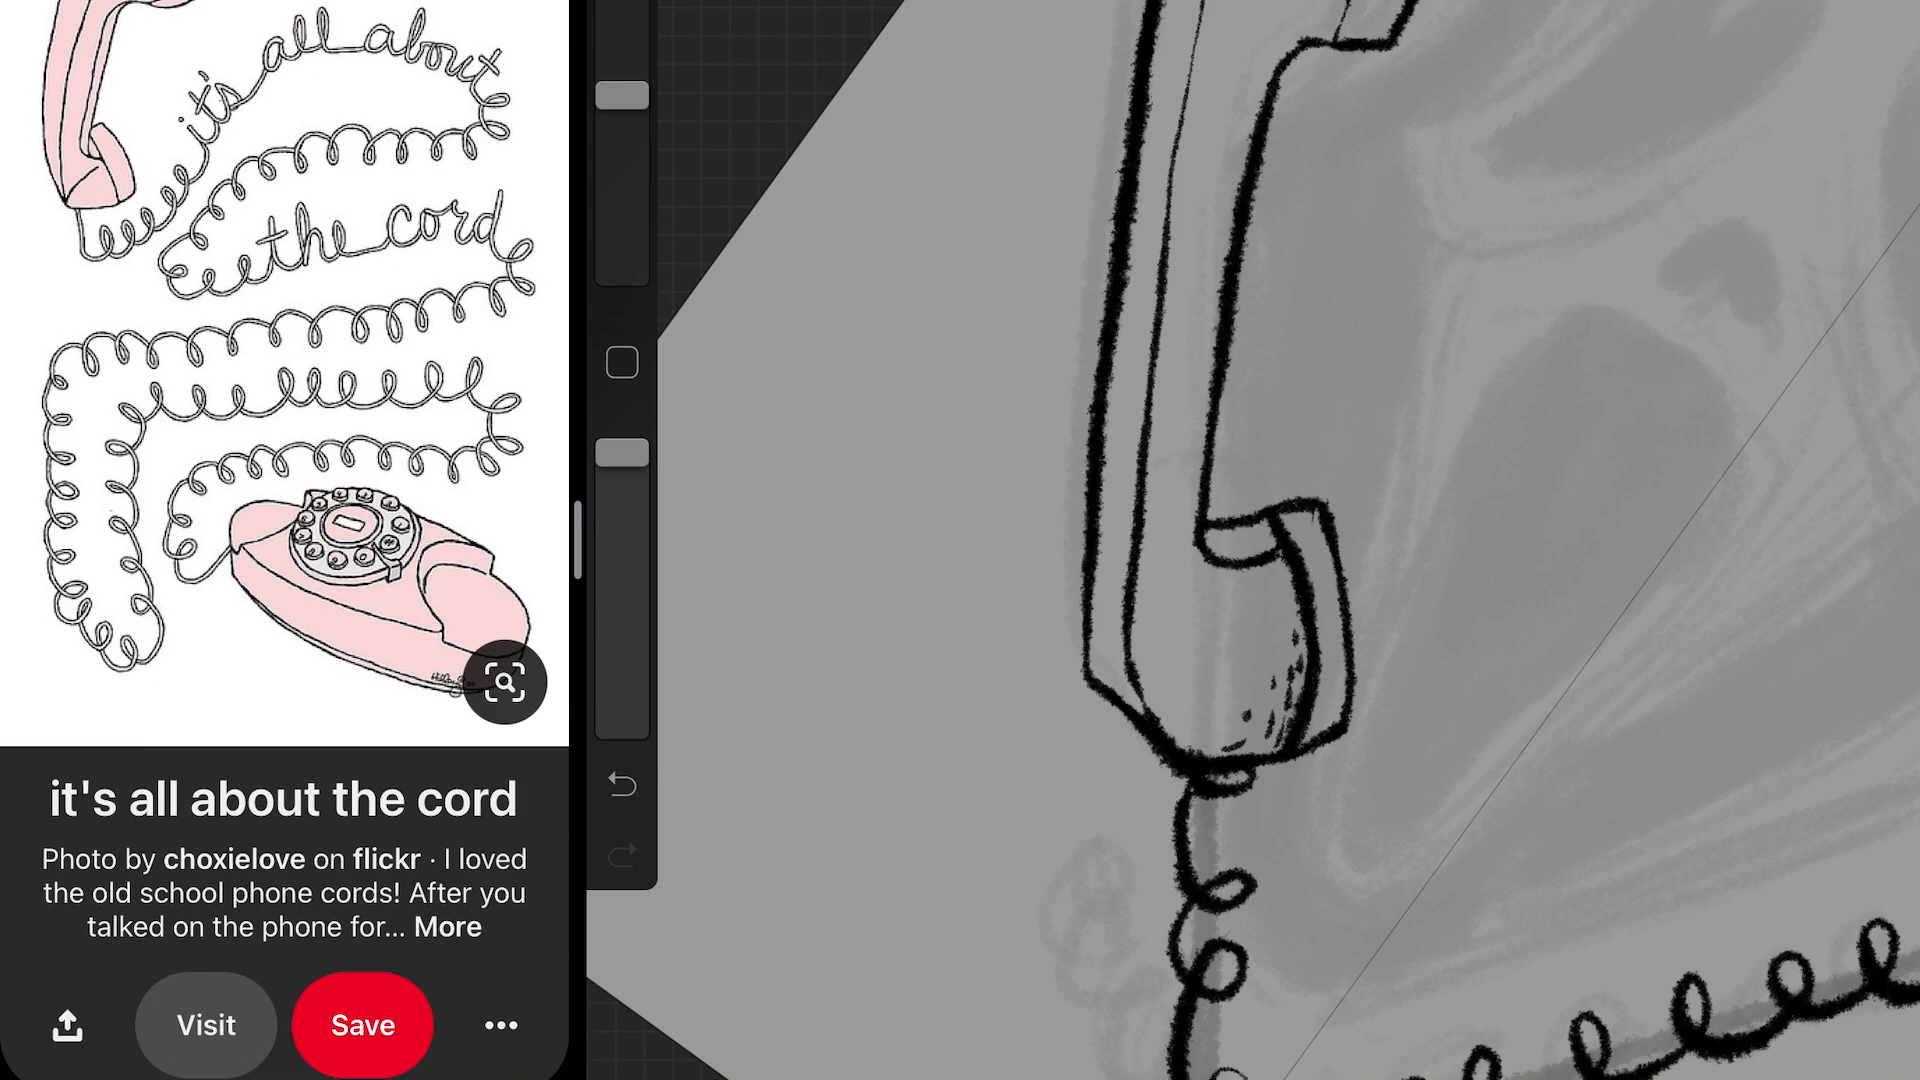 it's all about
the cord
it's all about the cord
Photo by choxielove on flickr · I loved
the old school phone cords! After you
talked on the phone for... More
Visit
Save